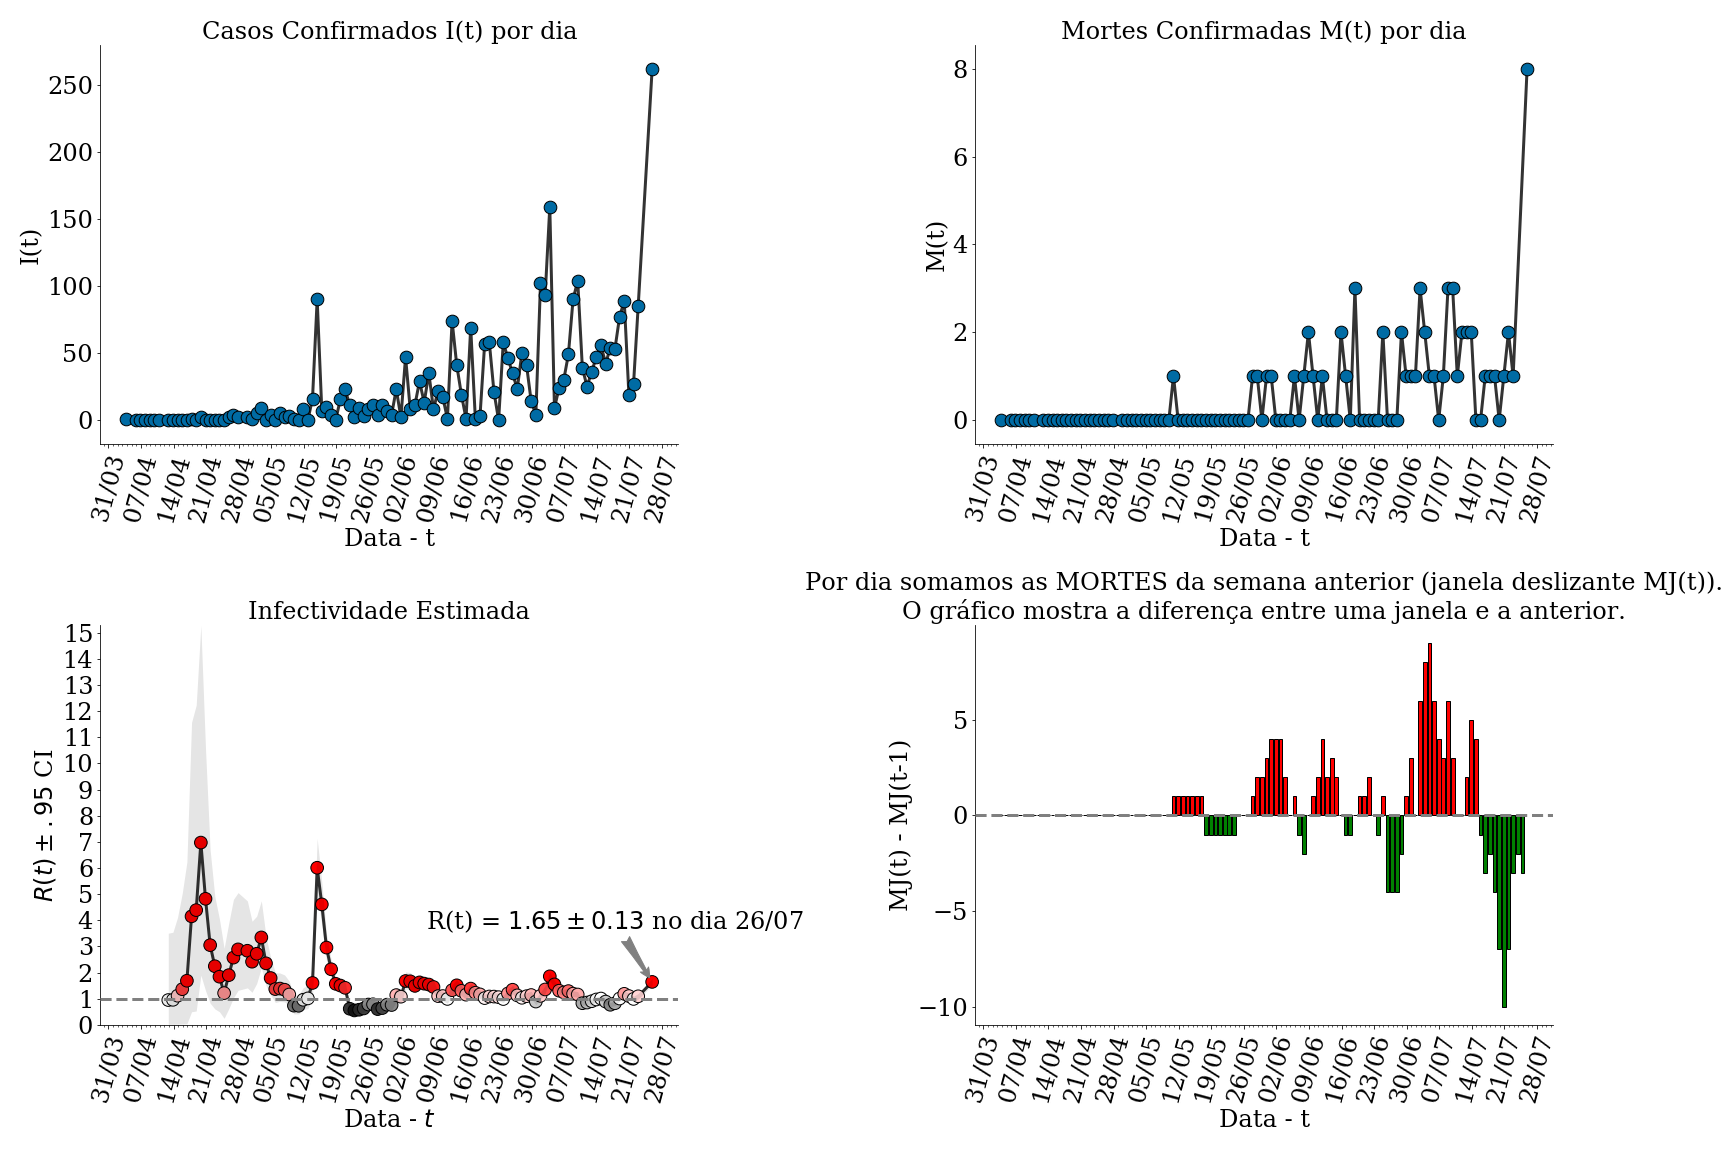 Casos Confirmados I(t) por dia
I(t)
250
200
150
100
50
0
31/03 07/04 14/04 21/04 28/04 05/05 12/05 19/05 26/05 02/06 09/06 16/06 23/06 30/06 07/07 14/07 21/07 28/07
Data - t
Mortes Confirmadas M(t) por dia
M(t)
8
6
4
2
0
31/03 07/04 14/04 21/04 28/04 05/05 12/05 19/05 26/05 02/06 09/06 16/06 23/06 30/06 07/07 14/07 21/07 28/07
Data - t
Infectividade Estimada
R(t) ± .95 CI
15
14
13
12
11
10
9
8
7
6
5
4
3
2
1
0
R(t) = 1.65 ± 0.13 no dia 26/07
31/03 07/04 14/04 21/04 28/04 05/05 12/05 19/05 26/05 02/06 09/06 16/06 23/06 30/06 07/07 14/07 21/07 28/07
Data - t
Por dia somamos as MORTES da semana anterior (janela deslizante MJ(t)).
O gráfico mostra a diferença entre uma janela e a anterior.
MJ(t) - MJ(t-1)
5
0
−5
−10
31/03 07/04 14/04 21/04 28/04 05/05 12/05 19/05 26/05 02/06 09/06 16/06 23/06 30/06 07/07 14/07 21/07 28/07
Data - t